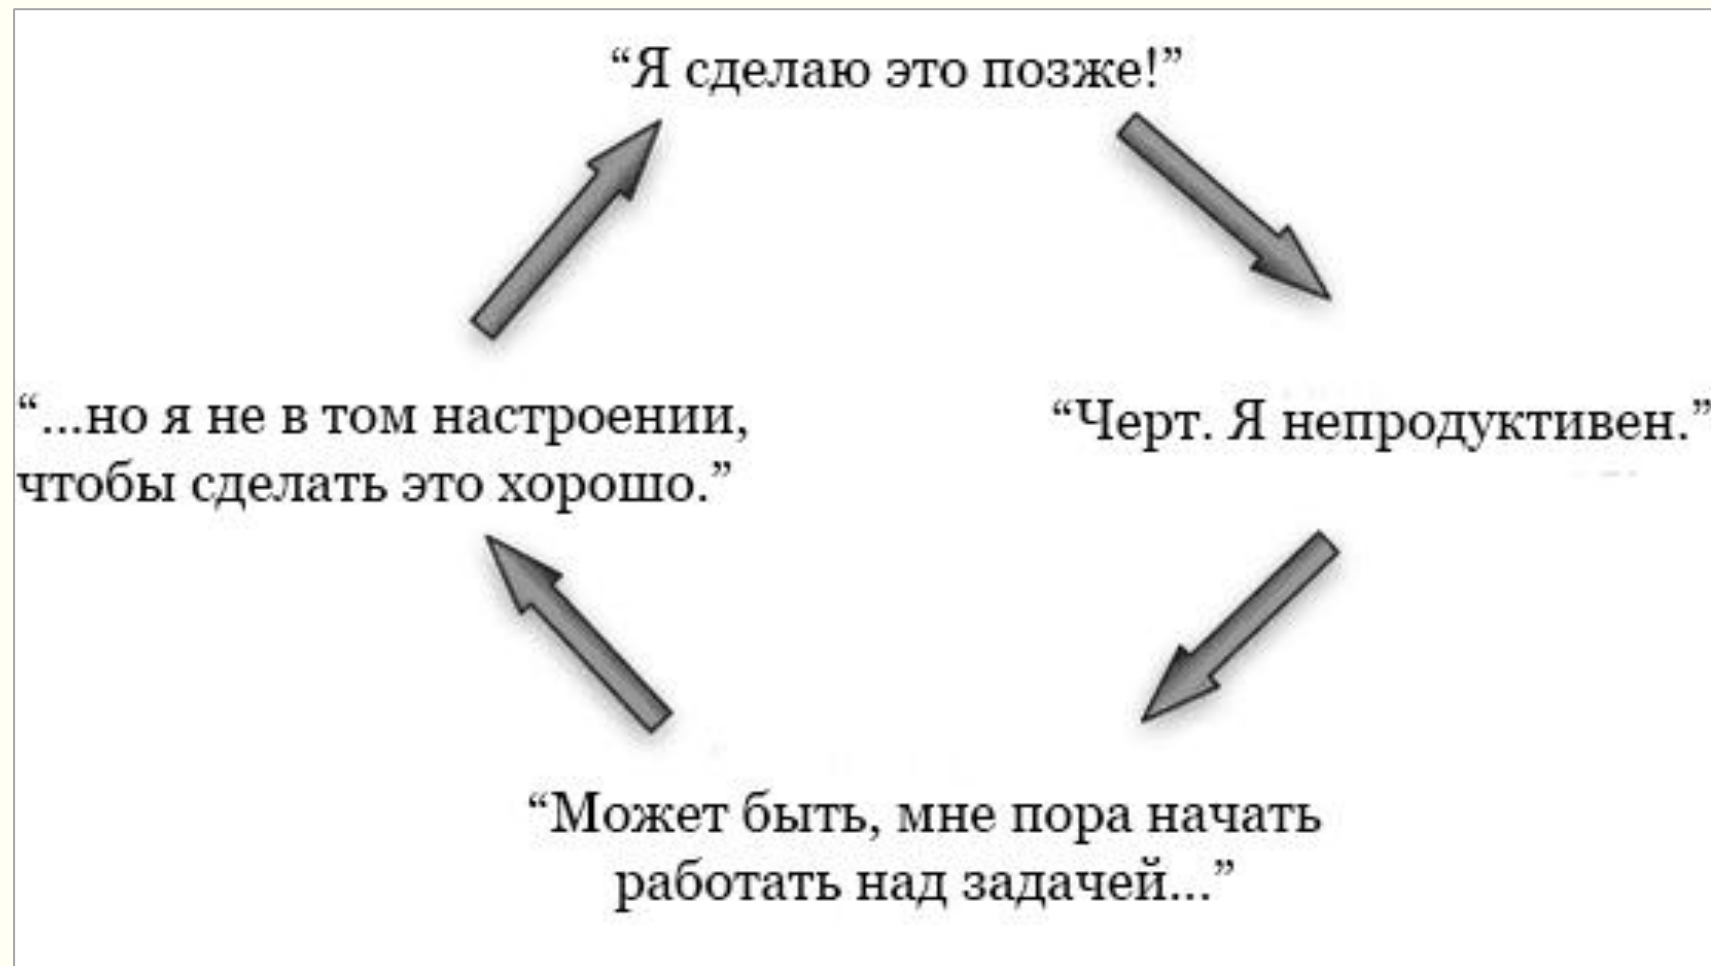 “Я сделаю это позже!”
“...но я не в том настроении,
чтобы сделать это хорошо.”
“Черт. Я непродуктивен.”
“Может быть, мне пора начать
работать над задачей...”